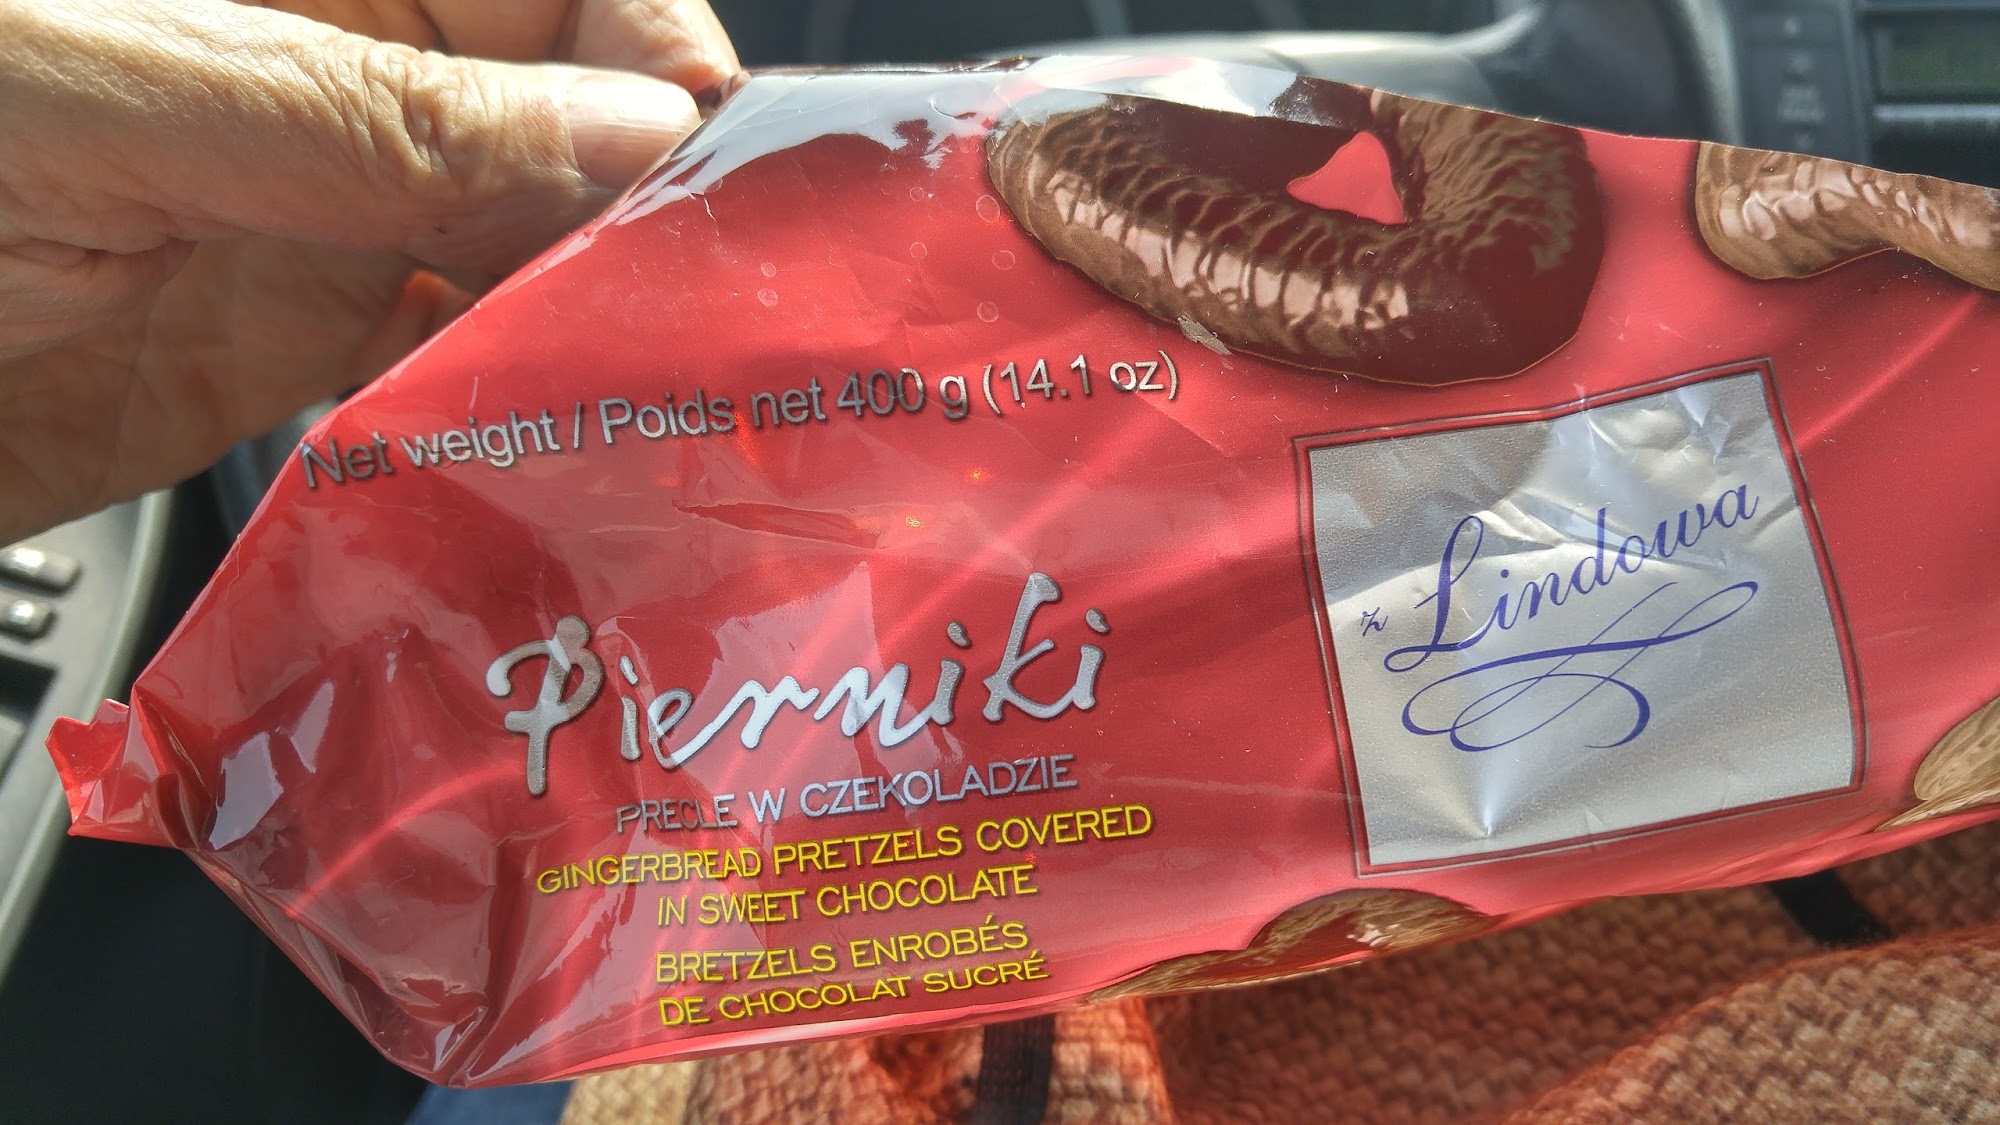 Net weight / Poids net 400 g (14.1 oz)
z Lindowa
Pierniki
PRECLE W CZEKOLADZIE
GINGERBREAD PRETZELS COVERED
IN SWEET CHOCOLATE
BRETZELS ENROBÉS
DE CHOCOLAT SUCRÉ